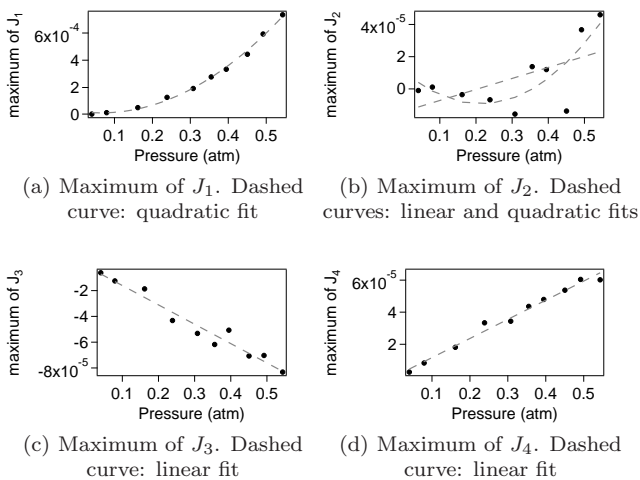 maximum of J1
6x10-4
4
2
0
0.1 0.2 0.3 0.4 0.5
Pressure (atm)
(a) Maximum of J1. Dashed
curve: quadratic fit
maximum of J2
4x10-5
2
0
0.1 0.2 0.3 0.4 0.5
Pressure (atm)
(b) Maximum of J2. Dashed
curves: linear and quadratic fits
maximum of J3
-2
-4
-6
-8x10-5
0.1 0.2 0.3 0.4 0.5
Pressure (atm)
(c) Maximum of J3. Dashed
curve: linear fit
maximum of J4
6x10-5
4
2
0.1 0.2 0.3 0.4 0.5
Pressure (atm)
(d) Maximum of J4. Dashed
curve: linear fit